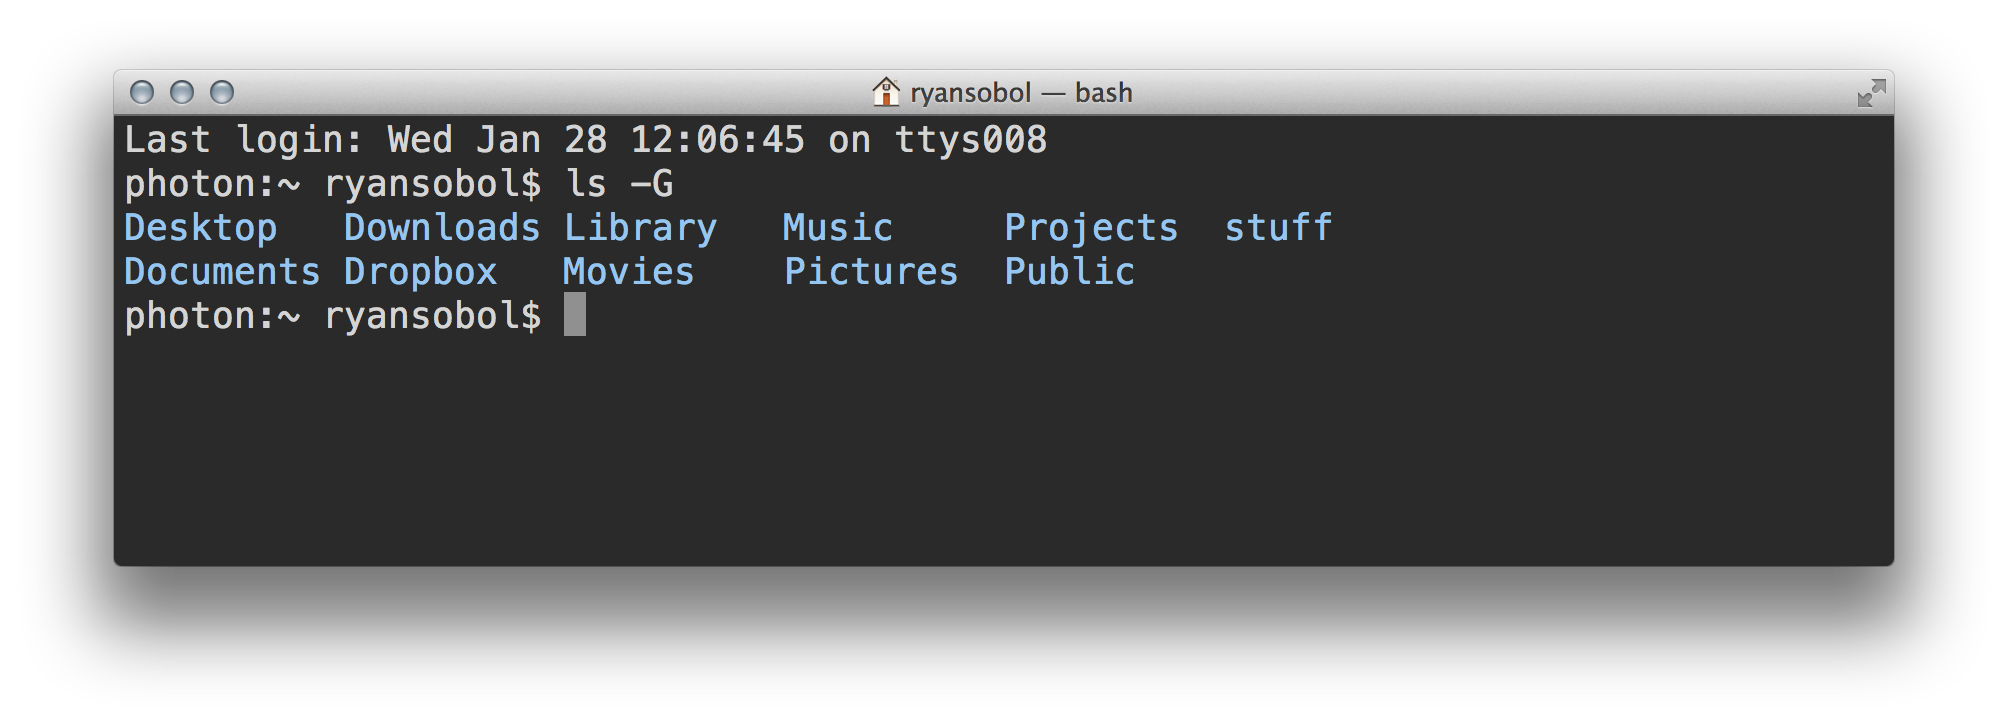 ryansobol — bash
Last login: Wed Jan 28 12:06:45 on ttys008
photon:~ ryansobol$ ls -G
Desktop   Downloads Library   Music     Projects  stuff
Documents Dropbox   Movies    Pictures  Public
photon:~ ryansobol$